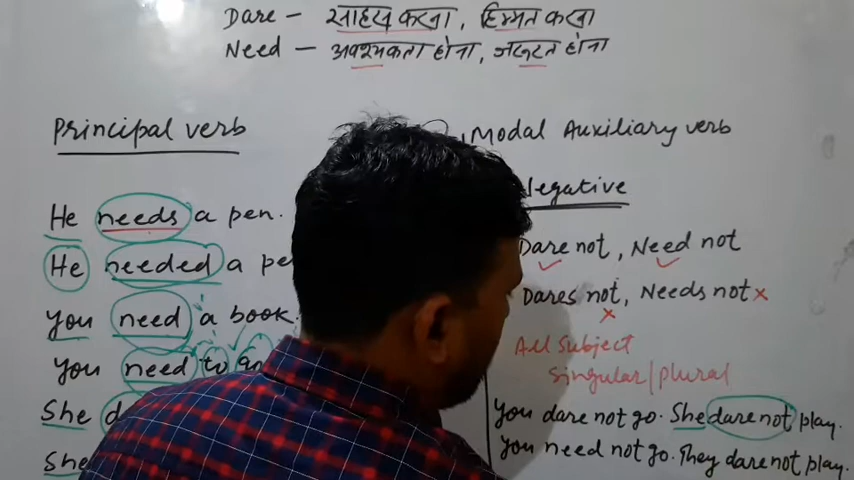 Dare – साहस करना, हिम्मत करना
Need – अवश्यकता होना, जरूरत होना
Principal verb
He needs a pen.
He needed a
You need a book.
You need to
She
She
Modal Auxiliary verb
Negative
Dare not, Need not
Dares not, Needs not ×
×
All Subject
Singular/plural
You dare not go. She dare not play.
You need not go. They dare not play.